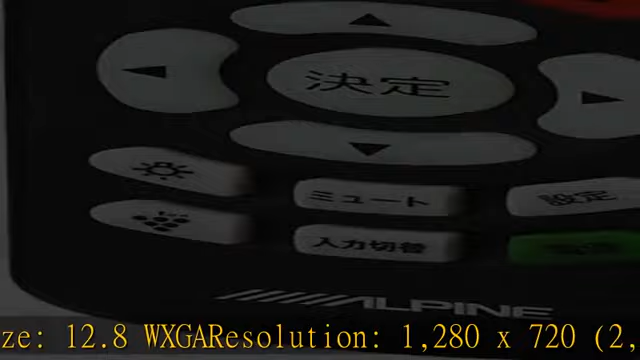 決定
ミュート
設定
入力切替
ALPINE
ze: 12.8 WXGAResolution: 1,280 x 720 (2,